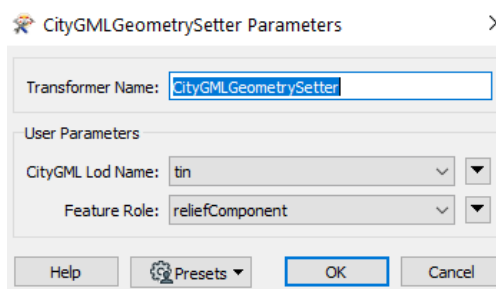 CityGMLGeometrySetter Parameters
Transformer Name: CityGMLGeometrySetter
User Parameters
CityGML Lod Name: tin
Feature Role: reliefComponent
Help Presets OK Cancel